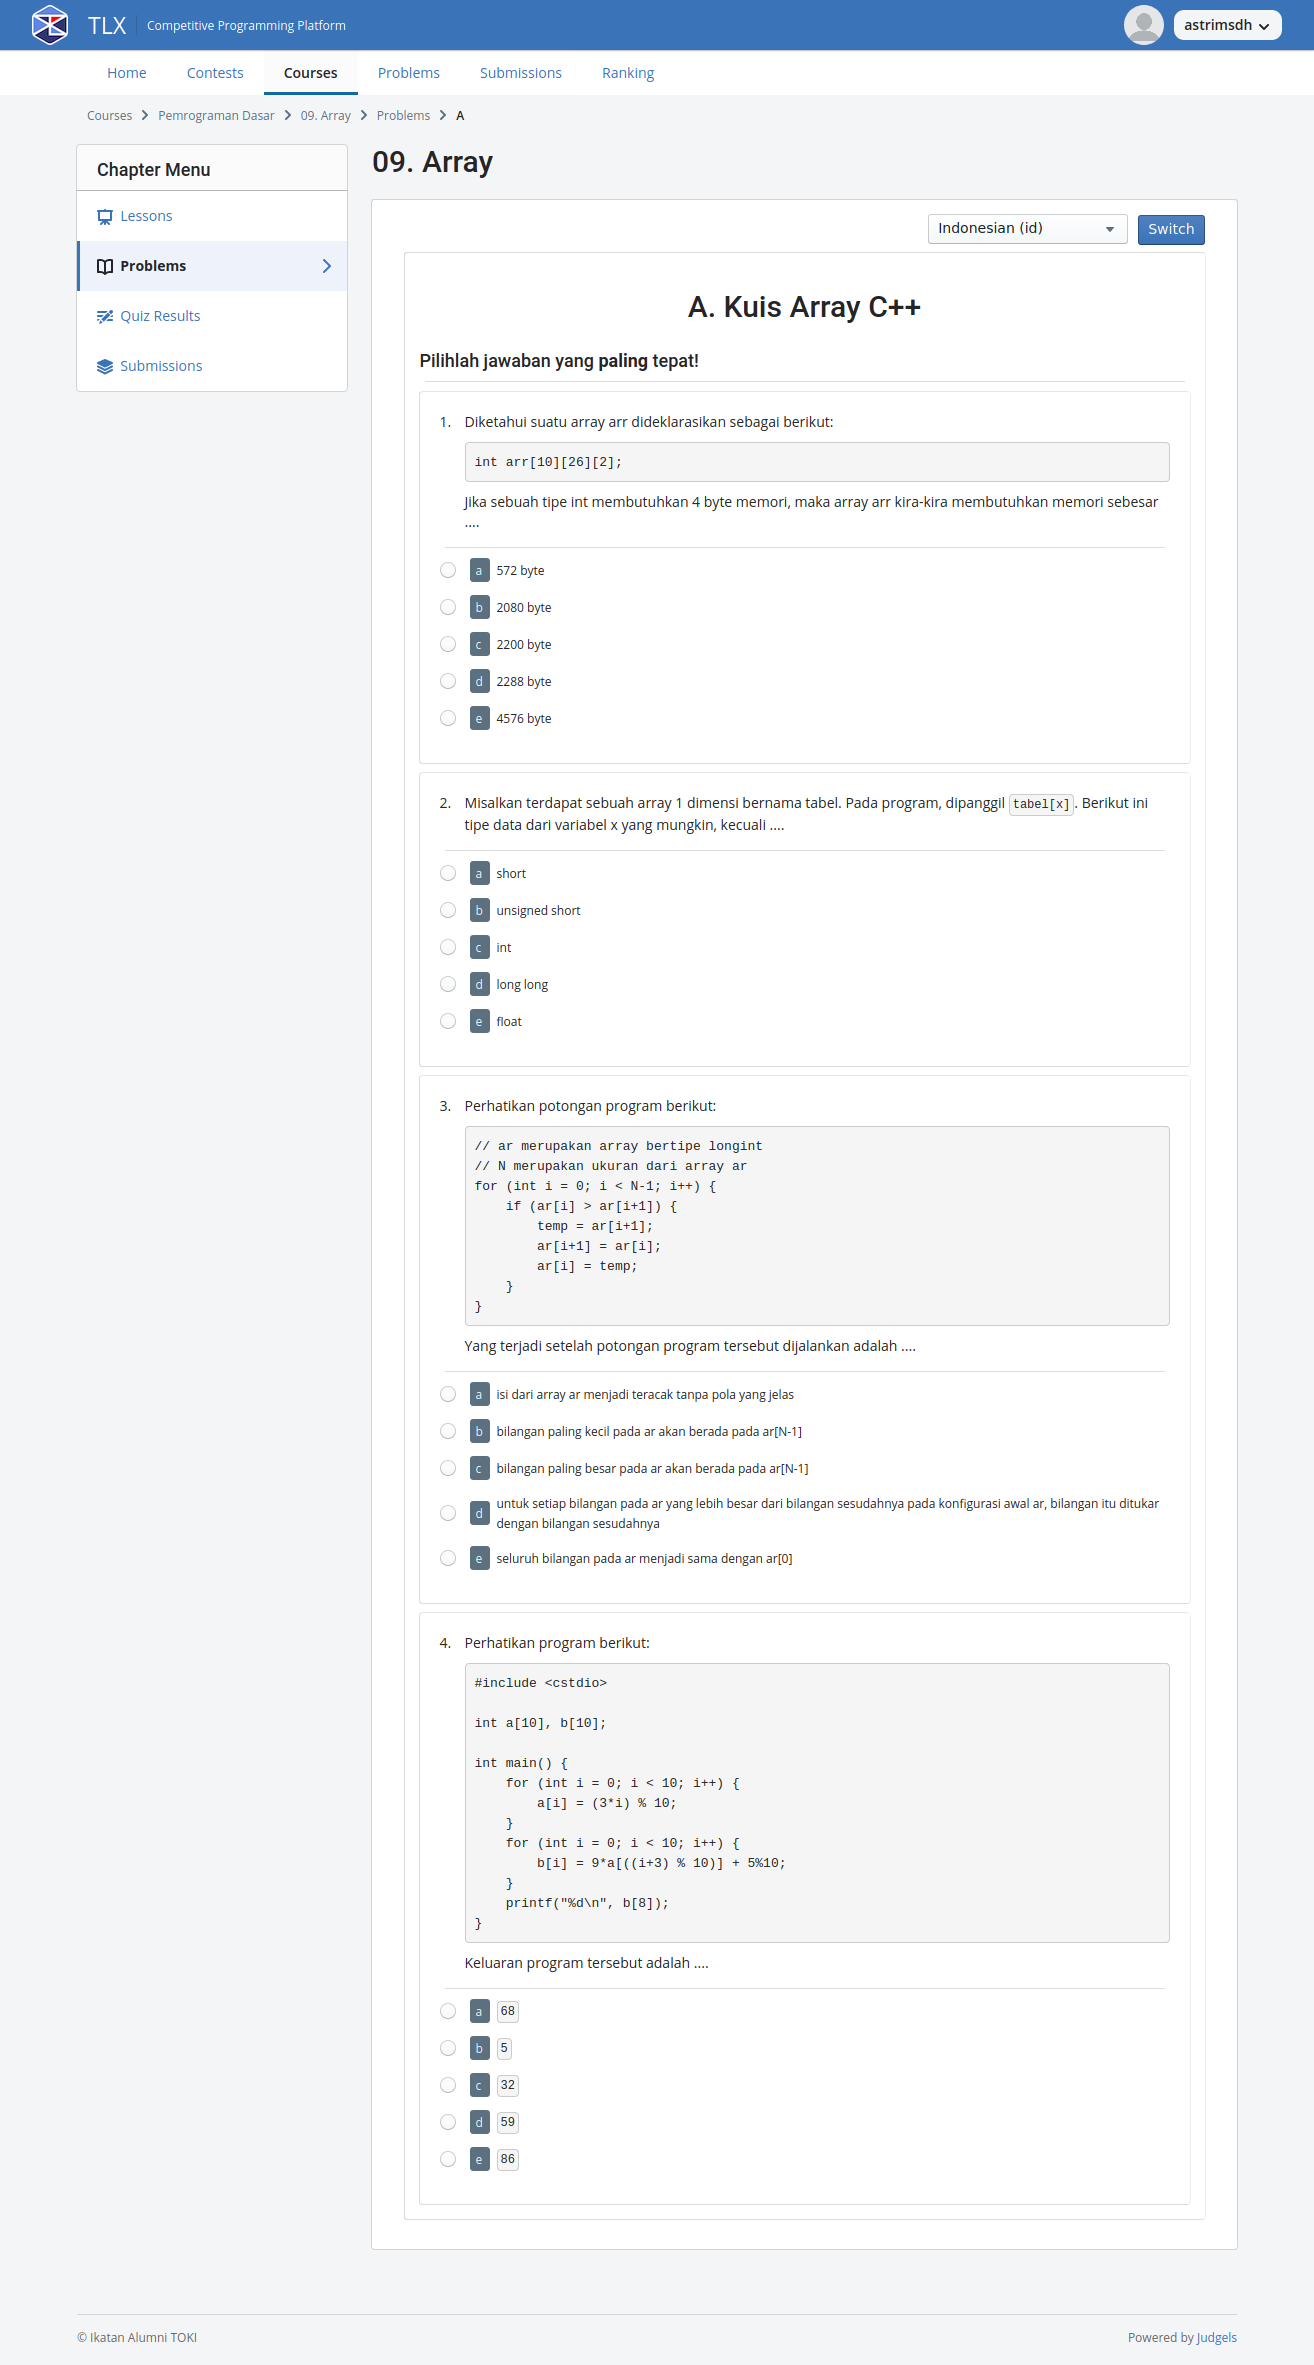 TLX Competitive Programming Platform astrimsdh
Home Contests Courses Problems Submissions Ranking
Courses Pemrograman Dasar 09. Array Problems A
Chapter Menu
Lessons
Problems
Quiz Results
Submissions
09. Array
Indonesian (id) Switch
A. Kuis Array C++
Pilihlah jawaban yang paling tepat!
1. Diketahui suatu array arr dideklarasikan sebagai berikut:
int arr[10][26][2];
Jika sebuah tipe int membutuhkan 4 byte memori, maka array arr kira-kira membutuhkan memori sebesar
....
a 572 byte
b 2080 byte
c 2200 byte
d 2288 byte
e 4576 byte
2. Misalkan terdapat sebuah array 1 dimensi bernama tabel. Pada program, dipanggil tabel[x]. Berikut ini
tipe data dari variabel x yang mungkin, kecuali ....
a short
b unsigned short
c int
d long long
e float
3. Perhatikan potongan program berikut:
// ar merupakan array bertipe longint
// N merupakan ukuran dari array ar
for (int i = 0; i < N-1; i++) {
    if (ar[i] > ar[i+1]) {
        temp = ar[i+1];
        ar[i+1] = ar[i];
        ar[i] = temp;
    }
}
Yang terjadi setelah potongan program tersebut dijalankan adalah ....
a isi dari array ar menjadi teracak tanpa pola yang jelas
b bilangan paling kecil pada ar akan berada pada ar[N-1]
c bilangan paling besar pada ar akan berada pada ar[N-1]
d untuk setiap bilangan pada ar yang lebih besar dari bilangan sesudahnya pada konfigurasi awal ar, bilangan itu ditukar
dengan bilangan sesudahnya
e seluruh bilangan pada ar menjadi sama dengan ar[0]
4. Perhatikan program berikut:
#include <cstdio>
int a[10], b[10];
int main() {
    for (int i = 0; i < 10; i++) {
        a[i] = (3*i) % 10;
    }
    for (int i = 0; i < 10; i++) {
        b[i] = 9*a[((i+3) % 10)] + 5%10;
    }
    printf("%d\n", b[8]);
}
Keluaran program tersebut adalah ....
a 68
b 5
c 32
d 59
e 86
© Ikatan Alumni TOKI Powered by Judgels